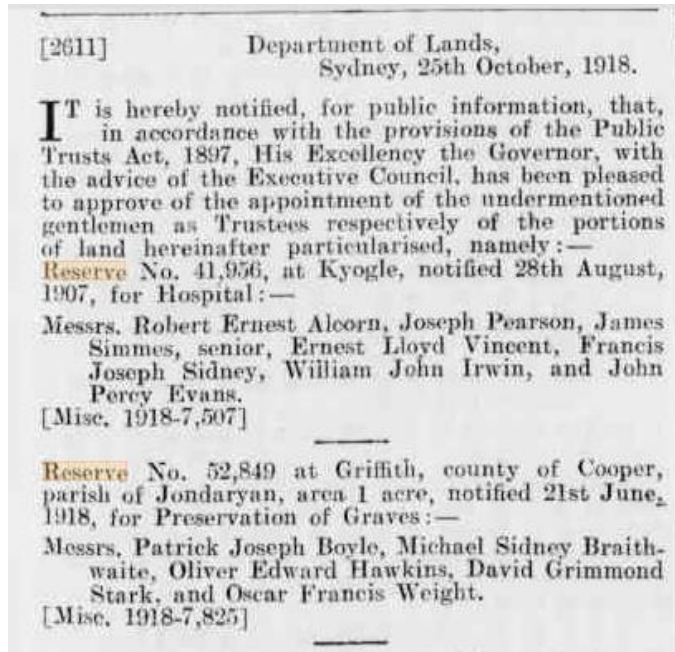 [2611] Department of Lands,
Sydney, 25th October, 1918.
IT is hereby notified, for public information, that,
in accordance with the provisions of the Public
Trusts Act, 1897, His Excellency the Governor, with
the advice of the Executive Council, has been pleased
to approve of the appointment of the undermentioned
gentlemen as Trustees respectively of the portions
of land hereinafter particularised, namely:—
Reserve No. 41,956, at Kyogle, notified 28th August,
1907, for Hospital:—
Messrs. Robert Ernest Alcorn, Joseph Pearson, James
Simmes, senior, Ernest Lloyd Vincent, Francis
Joseph Sidney, William John Irwin, and John
Percy Evans.
[Misc. 1918-7,507]
Reserve No. 52,849 at Griffith, county of Cooper,
parish of Jondaryan, area 1 acre, notified 21st June,
1918, for Preservation of Graves:—
Messrs. Patrick Joseph Boyle, Michael Sidney Braith-
waite, Oliver Edward Hawkins, David Grimmond
Stark, and Oscar Francis Weight.
[Misc. 1918-7,825]